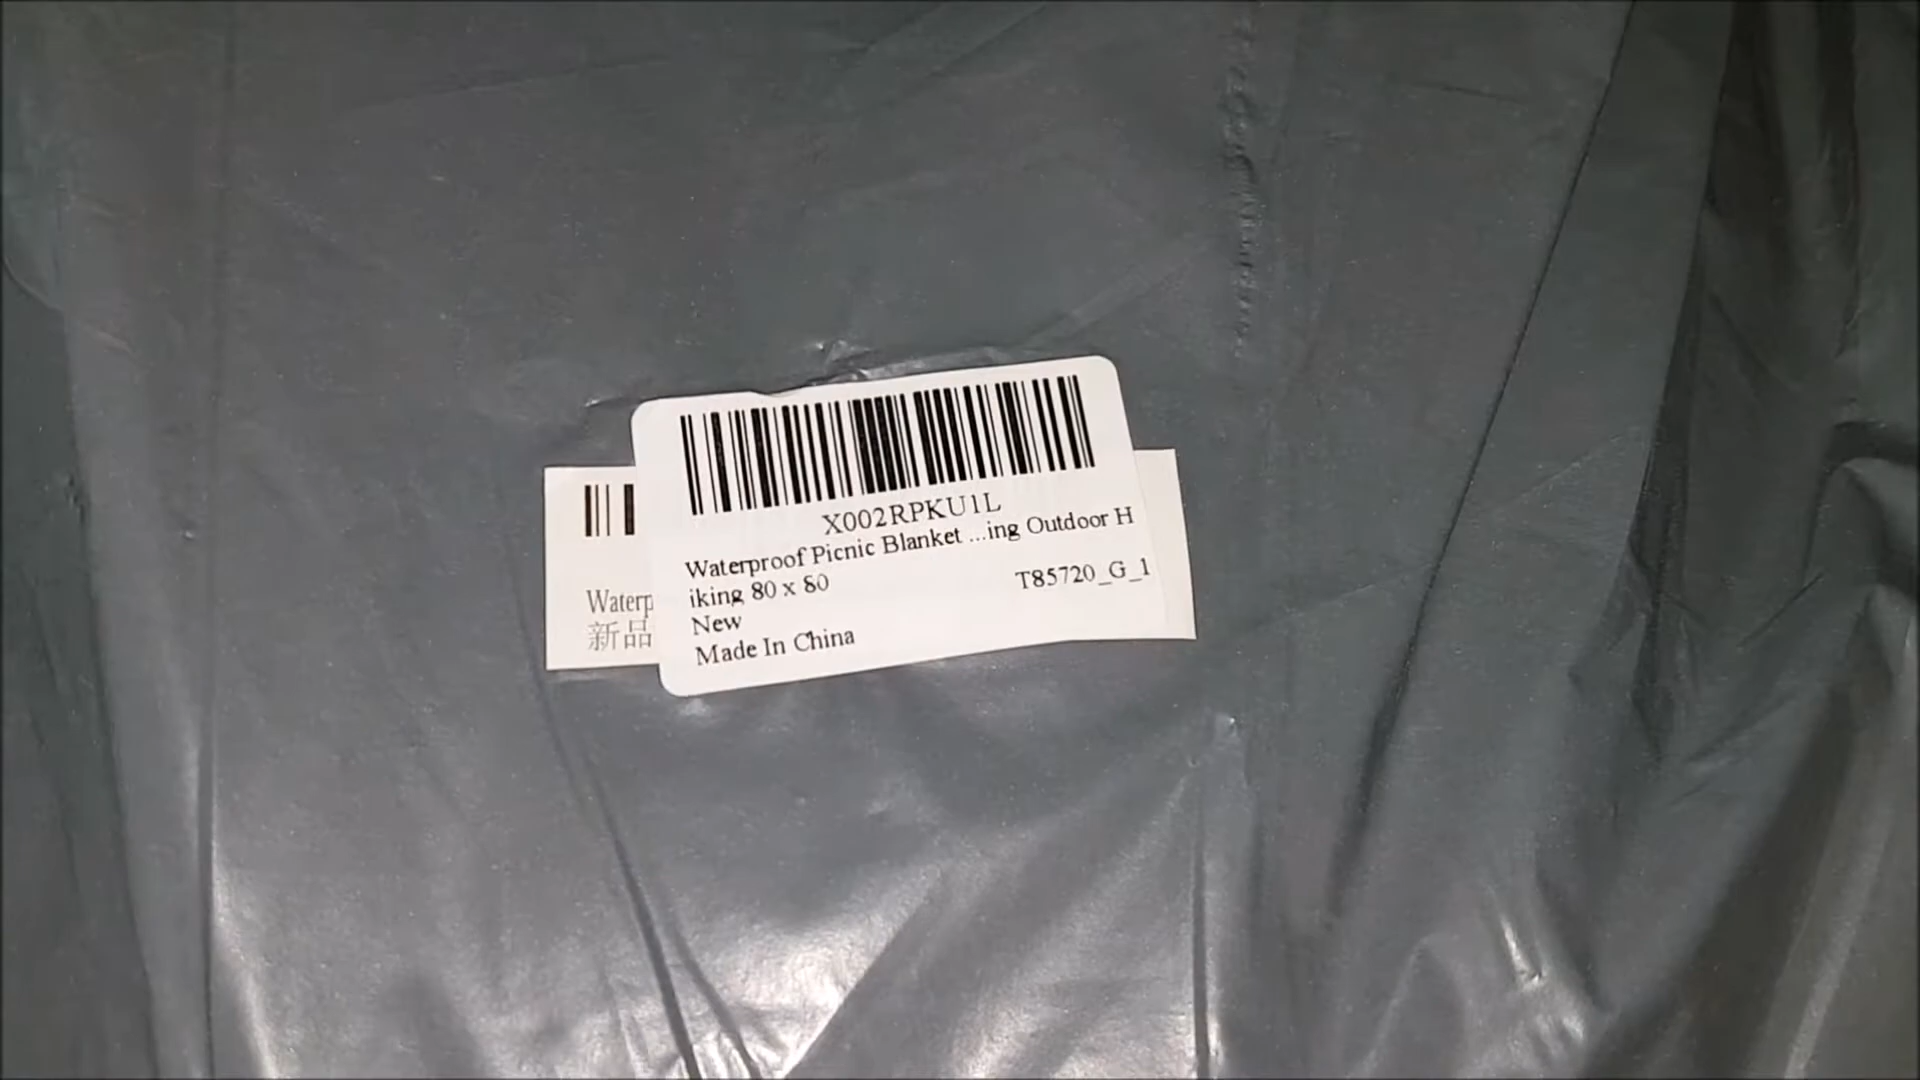 X002RPKU1L
Waterproof Picnic Blanket ...ing Outdoor H
iking 80 x 80
T85720_G_1
New
Made In China
Waterp
新品